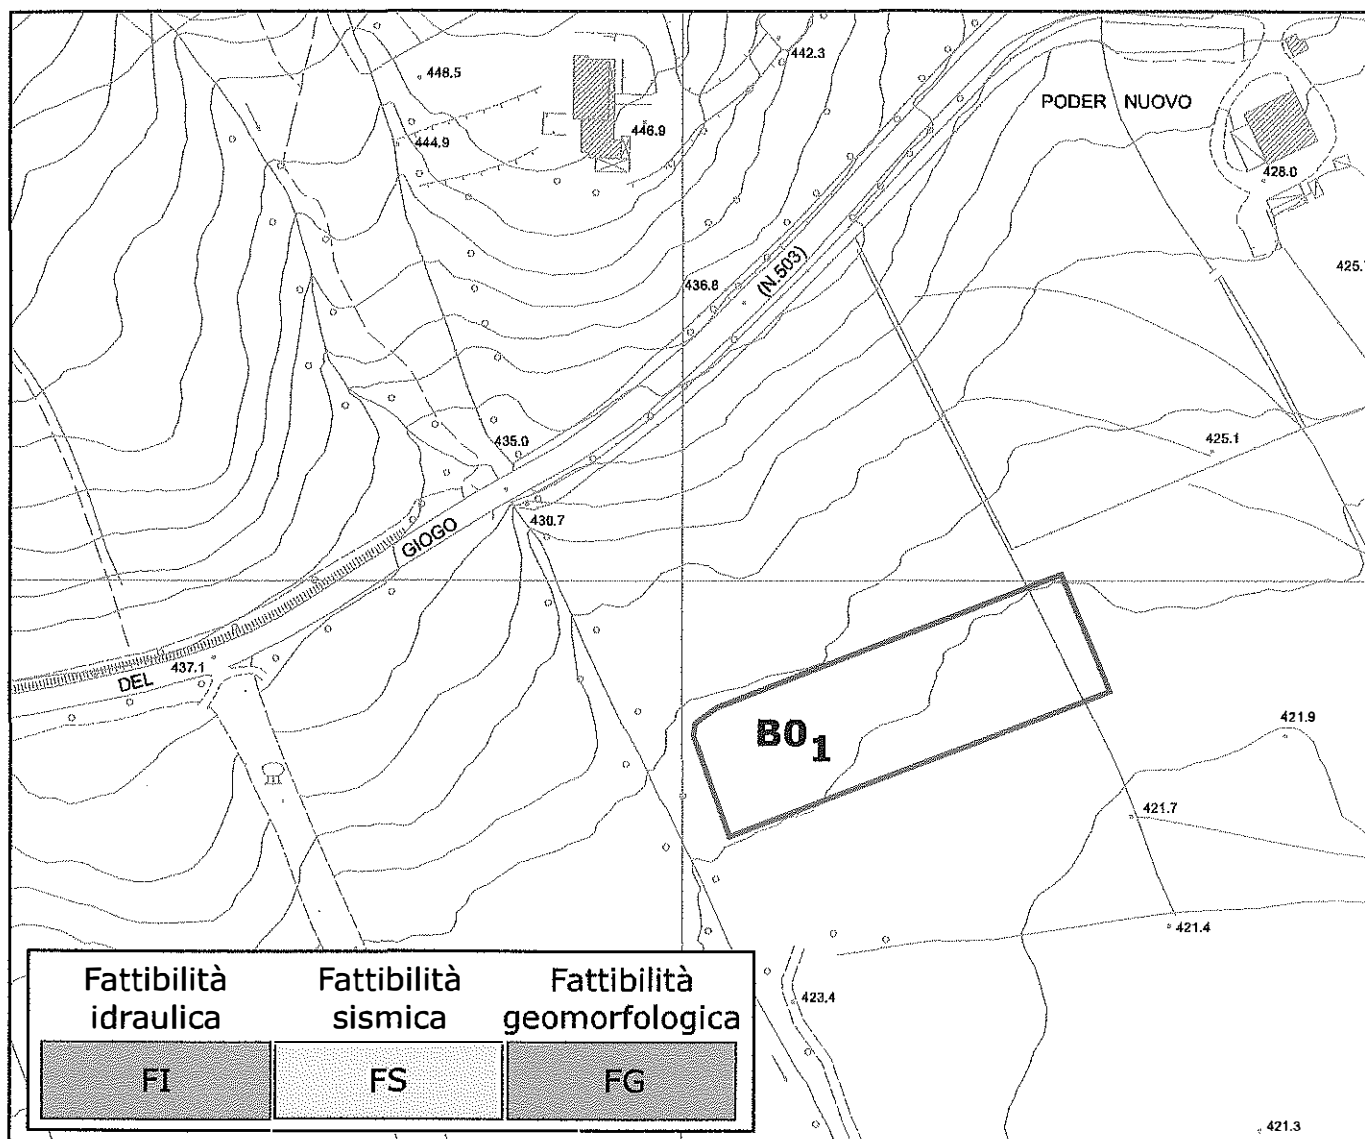 442.3
448.5
PODER NUOVO
446.9
444.9
428.0
(N.503)
436.8
435.0
425.1
430.7
GIOGO
437.1
DEL
B0₁
421.9
421.7
421.4
423.4
Fattibilità idraulica
Fattibilità sismica
Fattibilità geomorfologica
FI
FS
FG
421.3